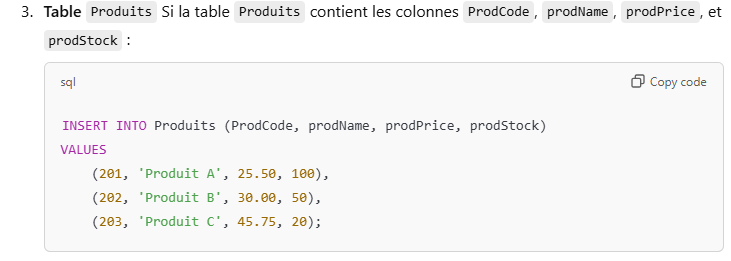 3. Table Produits Si la table Produits contient les colonnes ProdCode, prodName, prodPrice, et
prodStock :
sql
Copy code
INSERT INTO Produits (ProdCode, prodName, prodPrice, prodStock)
VALUES
(201, 'Produit A', 25.50, 100),
(202, 'Produit B', 30.00, 50),
(203, 'Produit C', 45.75, 20);